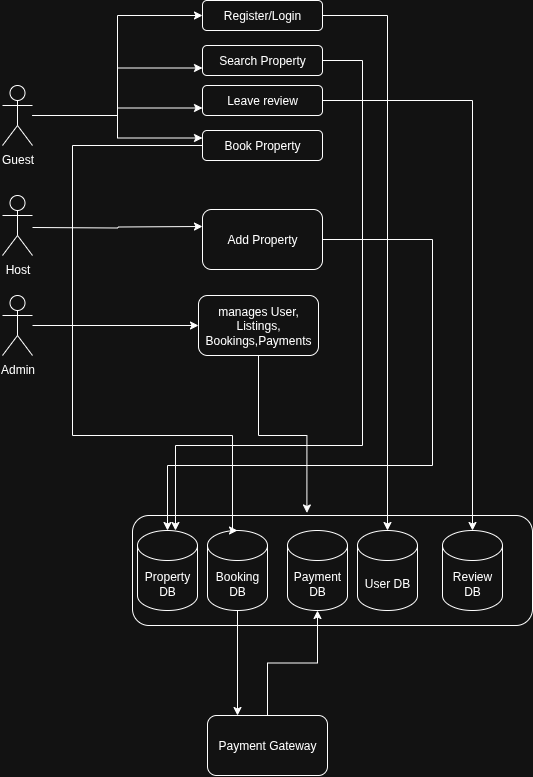 Register/Login
Search Property
Leave review
Guest
Book Property
Host
Add Property
Admin
manages User,
Listings,
Bookings,Payments
Property
DB
Booking
DB
Payment
DB
User DB
Review
DB
Payment Gateway